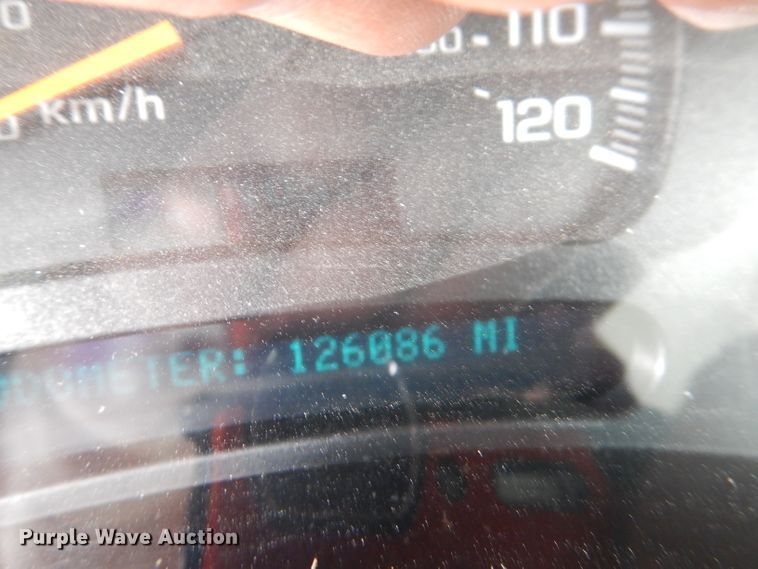 110
km/h
120
ODOMETER: 126086 MI
Purple Wave Auction